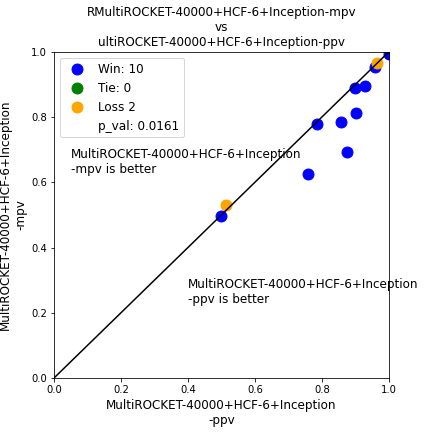 RMultiROCKET-40000+HCF-6+Inception-mpv
vs
ultiROCKET-40000+HCF-6+Inception-ppv
1.0
Win: 10
Tie: 0
Loss 2
p_val: 0.0161
0.8
MultiROCKET-40000+HCF-6+Inception
-mpv is better
0.6
MultiROCKET-40000+HCF-6+Inception
-mpv
0.4
MultiROCKET-40000+HCF-6+Inception
-ppv is better
0.2
0.0
0.0 0.2 0.4 0.6 0.8 1.0
MultiROCKET-40000+HCF-6+Inception
-ppv